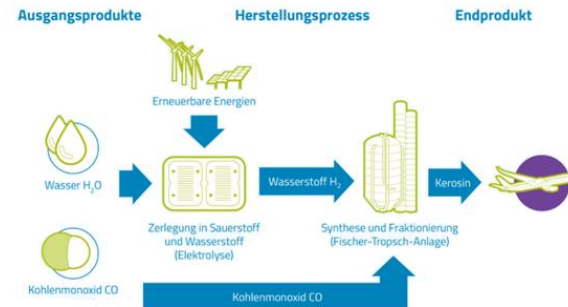 Ausgangsprodukte
Herstellungsprozess
Endprodukt
Erneuerbare Energien
Wasser H₂O
Wasserstoff H₂
Kerosin
Zerlegung in Sauerstoff
und Wasserstoff
(Elektrolyse)
Synthese und Fraktionierung
(Fischer-Tropsch-Anlage)
Kohlenmonoxid CO
Kohlenmonoxid CO